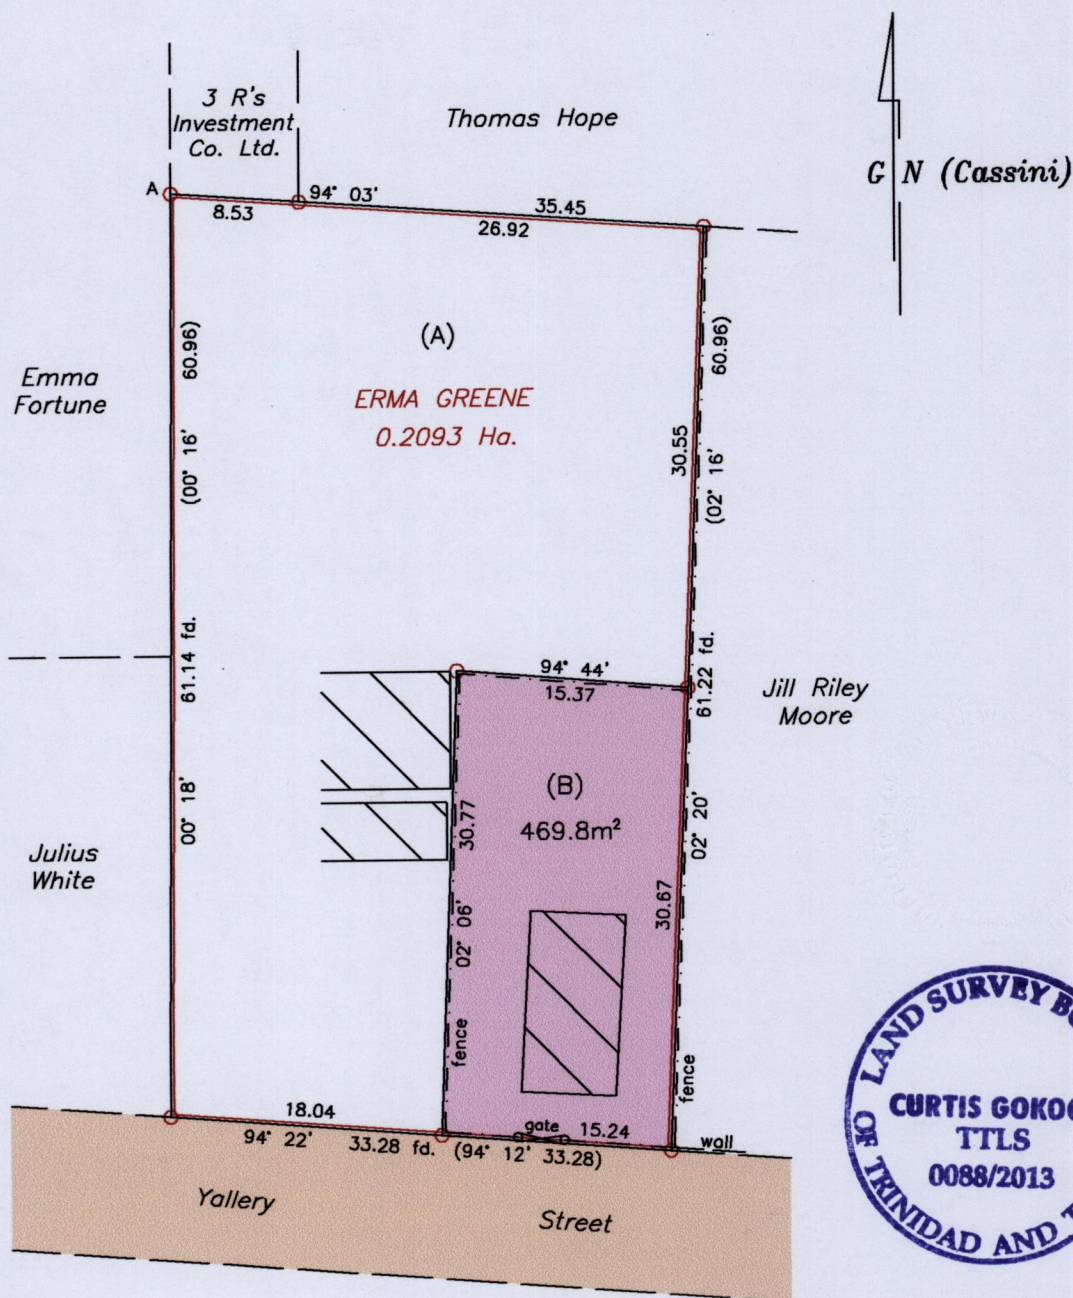 3 R's
Investment
Co. Ltd.
Thomas Hope
G N (Cassini)
A
94° 03'
8.53
35.45
26.92
(A)
ERMA GREENE
0.2093 Ha.
Emma
Fortune
(00° 16' 60.96)
00° 18' 61.14 fd.
30.55
(02° 16' 60.96)
02° 20' 61.22 fd.
94° 44'
15.37
Jill Riley
Moore
(B)
469.8m²
30.77
fence 02° 06'
30.67
fence
Julius
White
18.04
gate
15.24
wall
94° 22' 33.28 fd. (94° 12' 33.28)
Yallery
Street
LAND SURVEY
OF TRINIDAD AND
CURTIS
TTLS
0088/2013